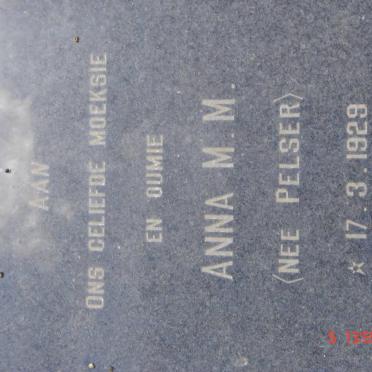 AAN
ONS GELIEFDE MOEKSIE
EN OUMIE
ANNA M. M.
(NEE PELSER)
☆ 17.3.1929